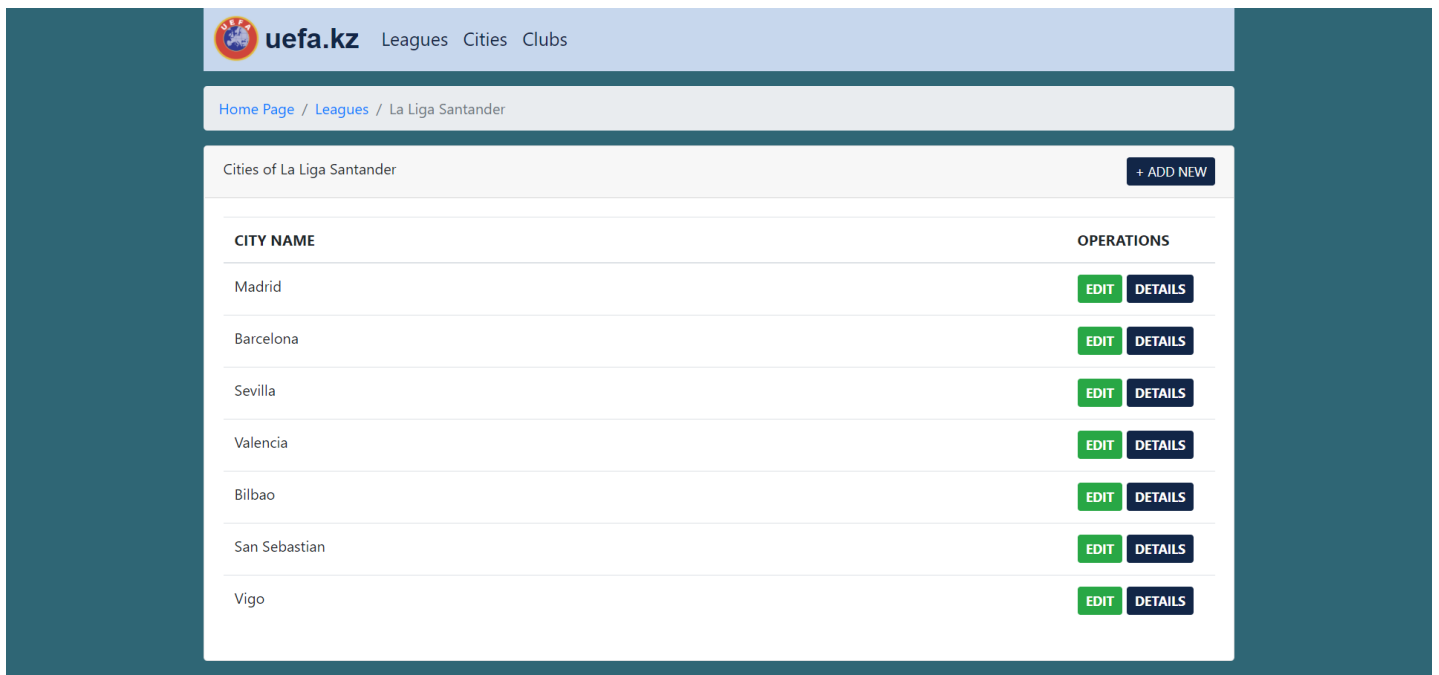 UEFA
uefa.kz Leagues Cities Clubs
Home Page / Leagues / La Liga Santander
Cities of La Liga Santander + ADD NEW
CITY NAME OPERATIONS
Madrid EDIT DETAILS
Barcelona EDIT DETAILS
Sevilla EDIT DETAILS
Valencia EDIT DETAILS
Bilbao EDIT DETAILS
San Sebastian EDIT DETAILS
Vigo EDIT DETAILS